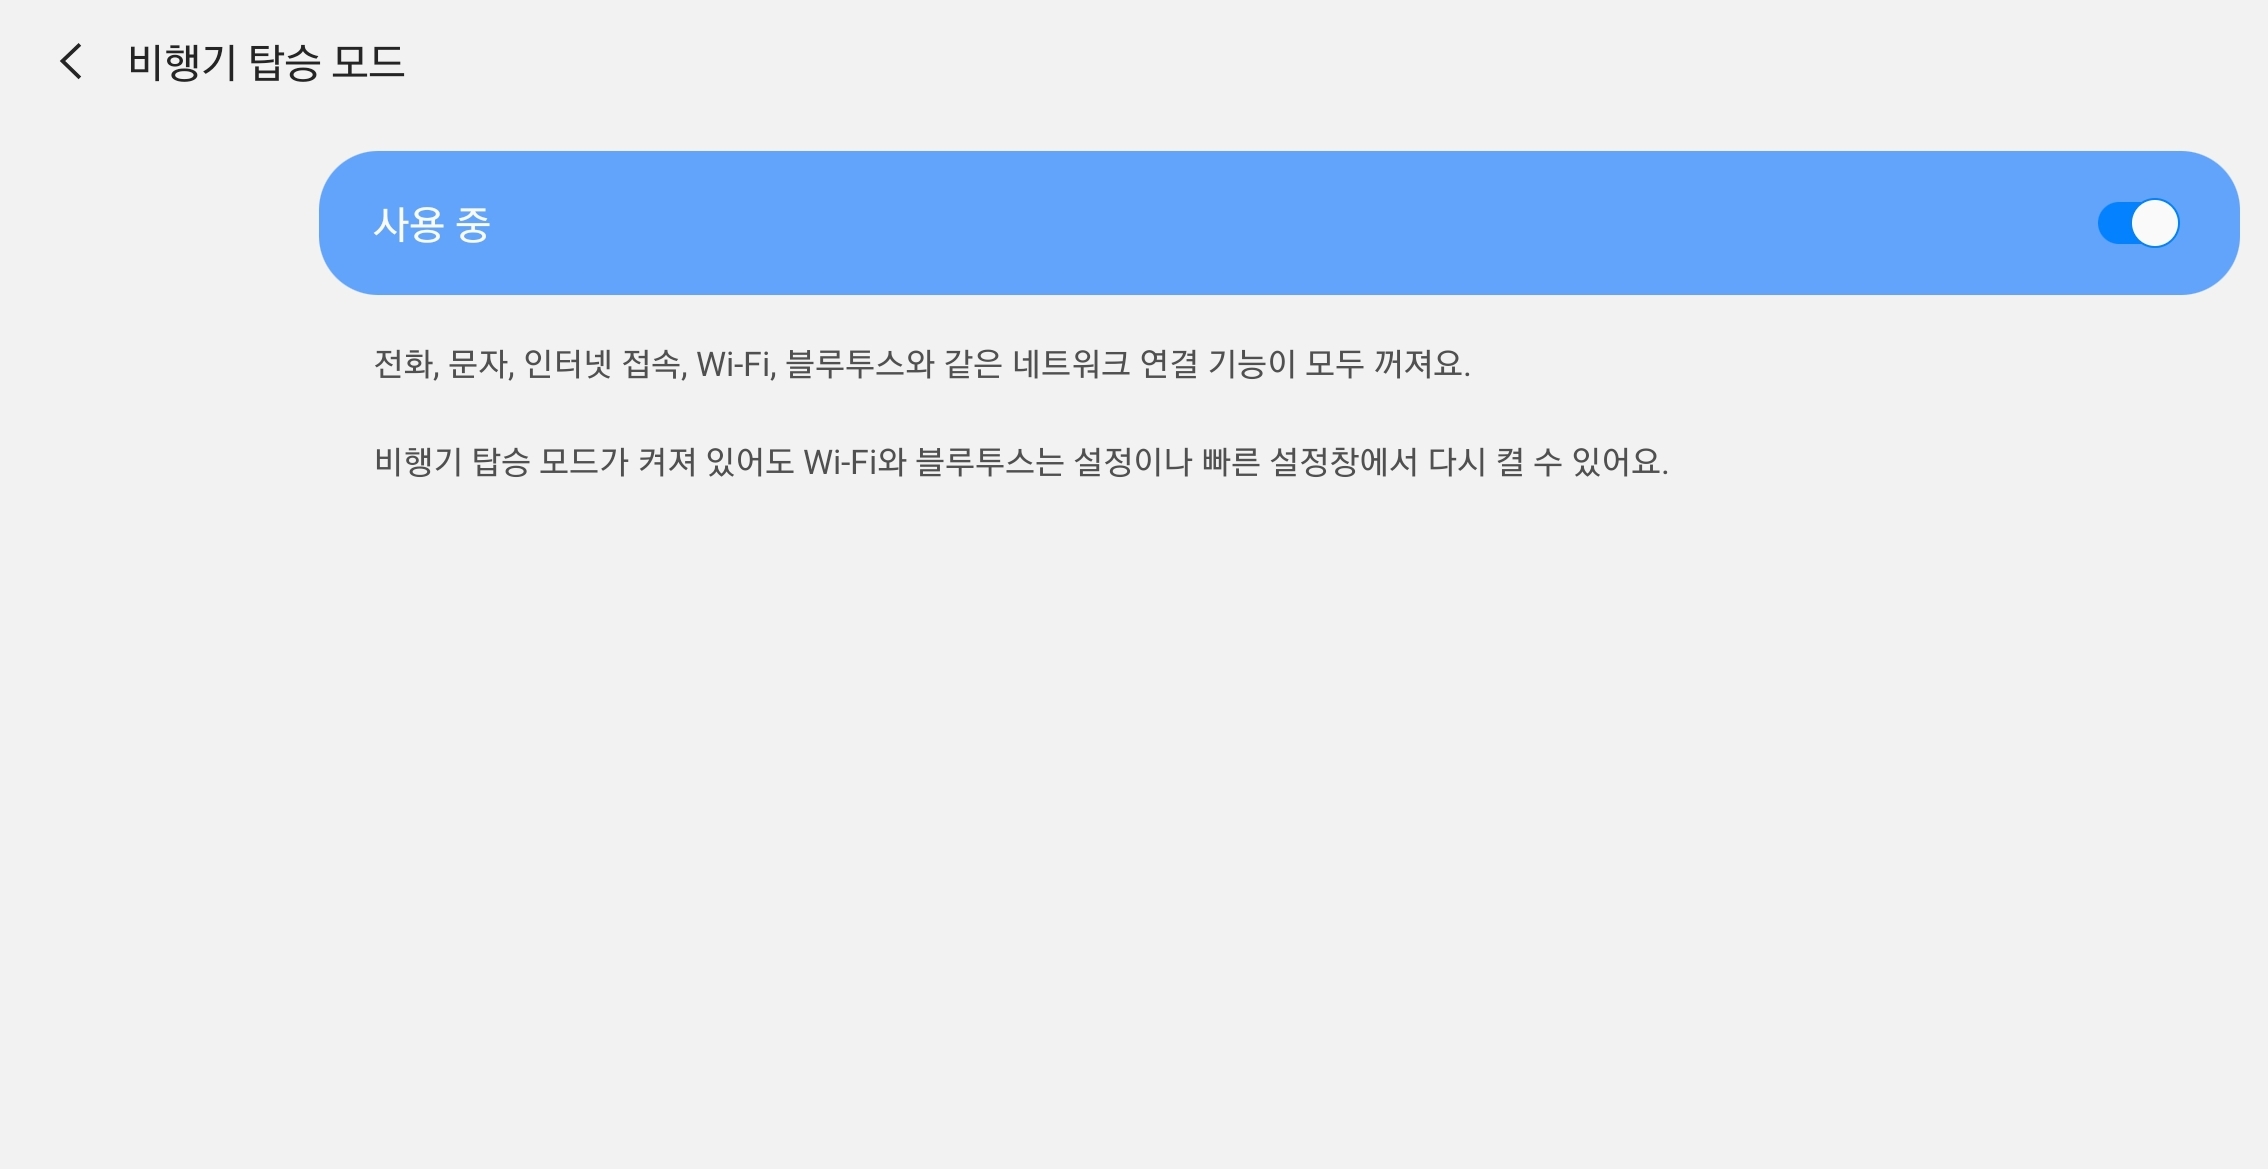 비행기 탑승 모드
사용 중
전화, 문자, 인터넷 접속, Wi-Fi, 블루투스와 같은 네트워크 연결 기능이 모두 꺼져요.
비행기 탑승 모드가 켜져 있어도 Wi-Fi와 블루투스는 설정이나 빠른 설정창에서 다시 켤 수 있어요.